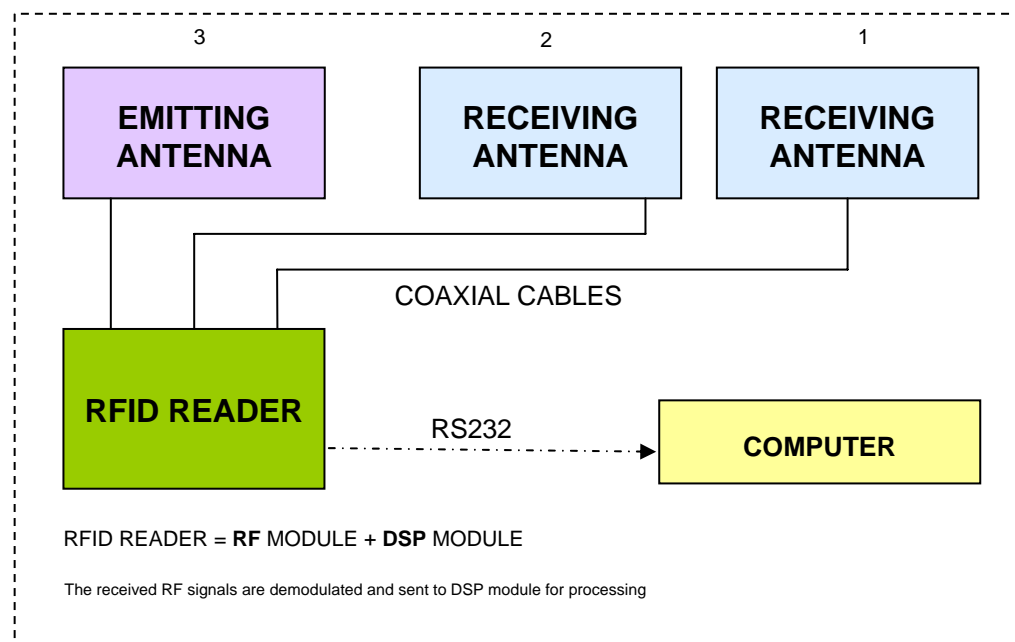 3
2
1
EMITTING
ANTENNA
RECEIVING
ANTENNA
RECEIVING
ANTENNA
COAXIAL CABLES
RFID READER
RS232
COMPUTER
RFID READER = RF MODULE + DSP MODULE
The received RF signals are demodulated and sent to DSP module for processing